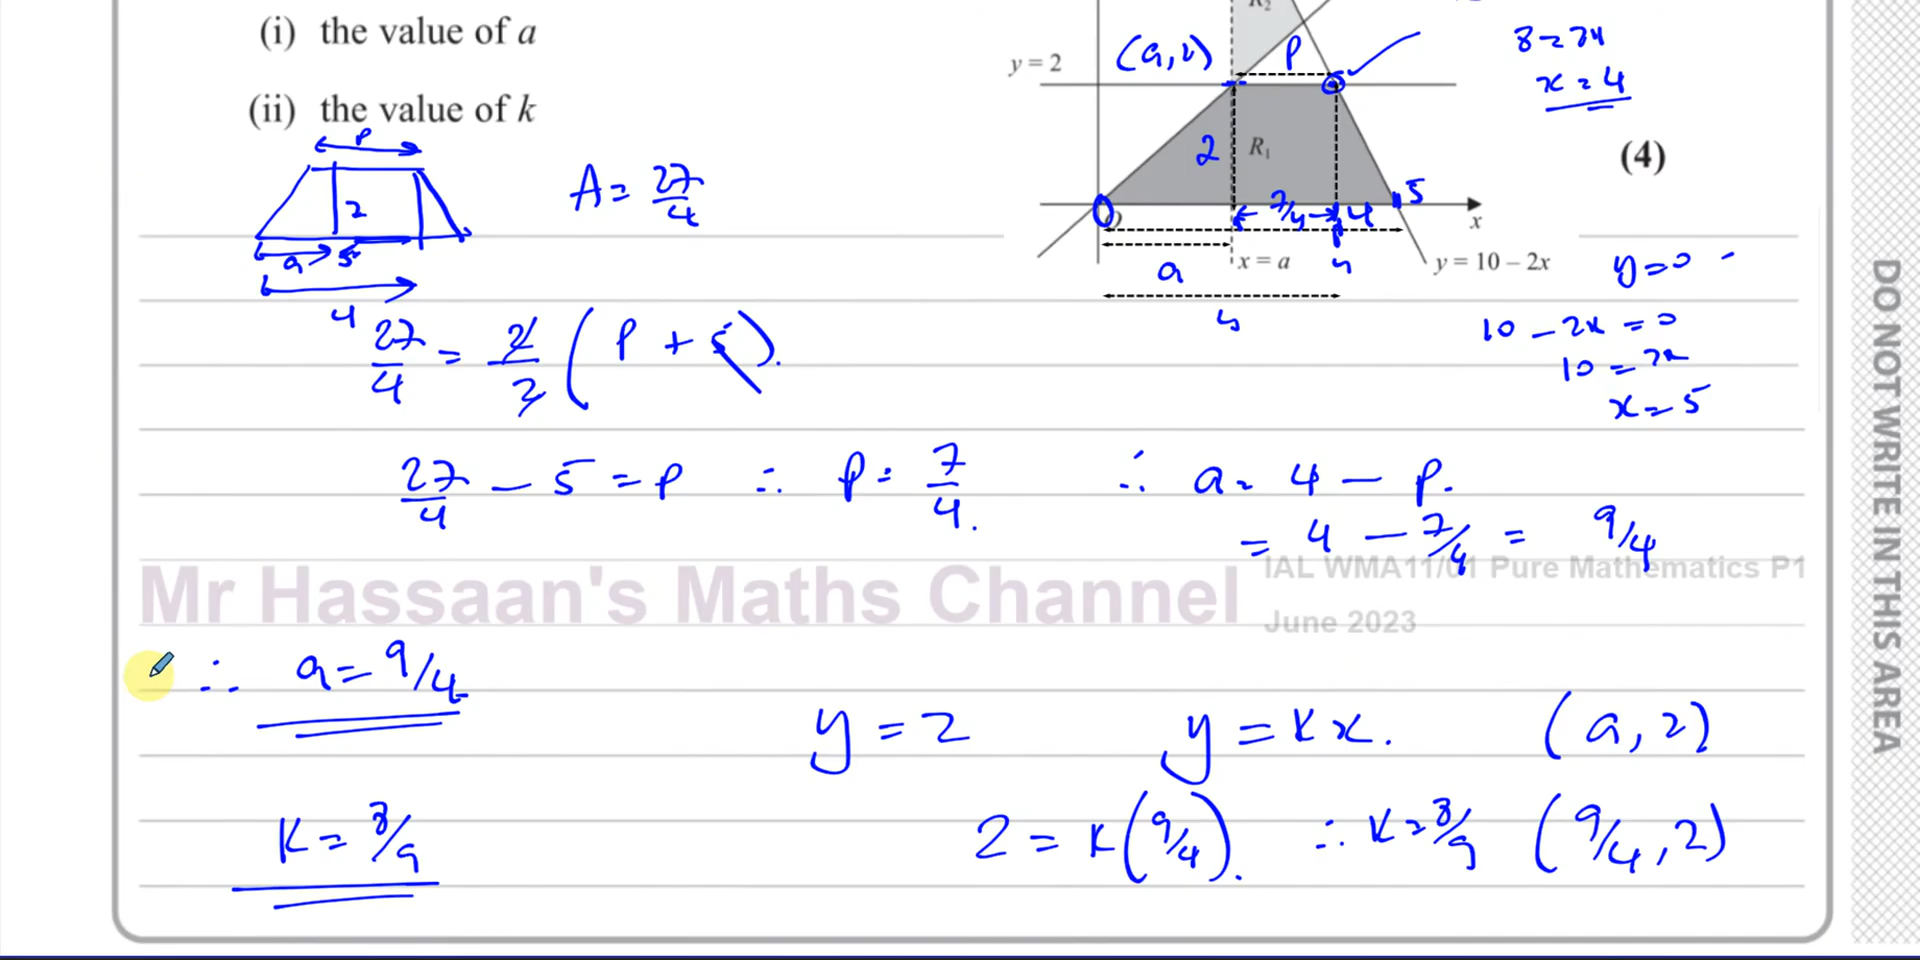 (i) the value of a
(ii) the value of k
(4)
R2
y = 2
(a, 2)
P
2
R1
7/4
4
5
O
x
a
x = a
4
y = 10 − 2x
4
8 = 2x
x = 4
y = 0
10 − 2x = 0
10 = 2x
x = 5
P
2
a
5
4
A = 27/4
27/4 = 2/2 ( P + 5 ).
27/4 − 5 = P ∴ P = 7/4. ∴ a = 4 − P.
= 4 − 7/4 = 9/4
Mr Hassaan's Maths Channel
IAL WMA11/01 Pure Mathematics P1
June 2023
∴ a = 9/4
y = 2 y = kx. (a, 2)
K = 8/9
2 = k(9/4). ∴ k = 8/9 (9/4, 2)
DO NOT WRITE IN THIS AREA